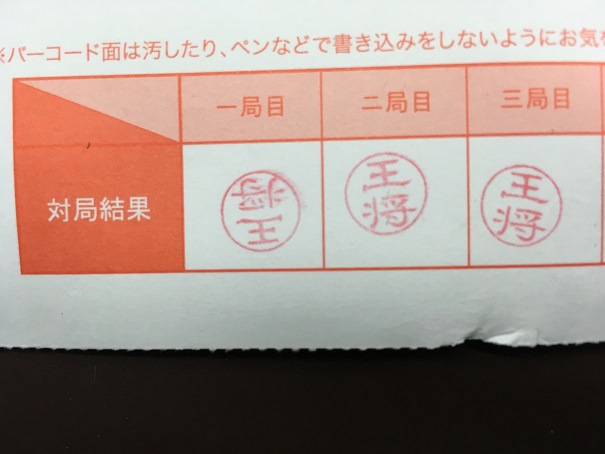 ※バーコード面は汚したり、ペンなどで書き込みをしないようにお気
一局目 二局目 三局目
対局結果 王将 王将 王将